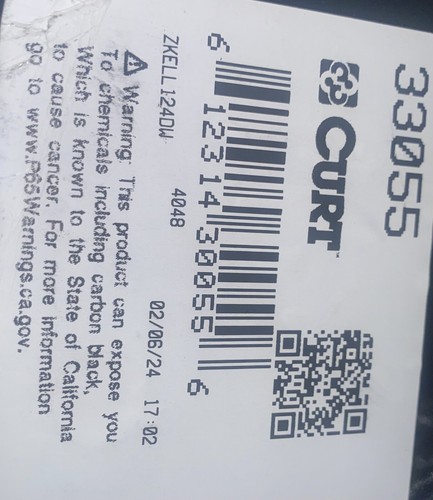 33055
CURT™
6 12314 30055 6
ZKELL124DW 4048 02/06/24 17:02
⚠ Warning: This product can expose you
To chemicals including carbon black,
Which is known to the State of California
to cause cancer. For more information
go to www.P65Warnings.ca.gov.